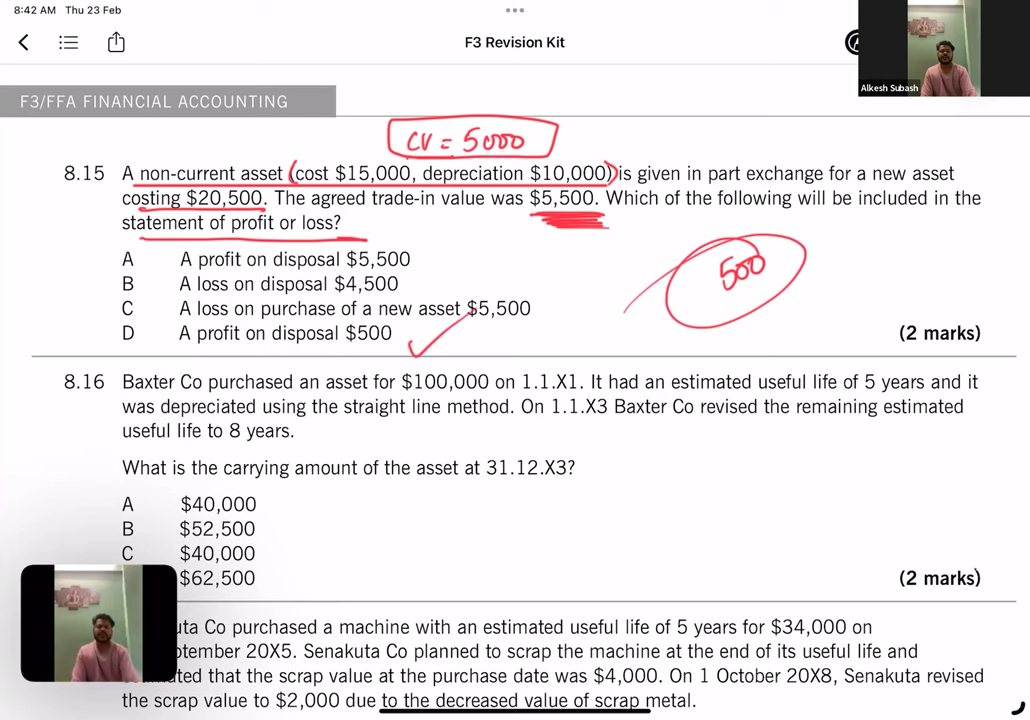 8:42 AM Thu 23 Feb
F3 Revision Kit
Alkesh Subash
F3/FFA FINANCIAL ACCOUNTING
CV = 5000
8.15 A non-current asset (cost $15,000, depreciation $10,000) is given in part exchange for a new asset
costing $20,500. The agreed trade-in value was $5,500. Which of the following will be included in the
statement of profit or loss?
A A profit on disposal $5,500
B A loss on disposal $4,500
C A loss on purchase of a new asset $5,500
D A profit on disposal $500
(2 marks)
500
8.16 Baxter Co purchased an asset for $100,000 on 1.1.X1. It had an estimated useful life of 5 years and it
was depreciated using the straight line method. On 1.1.X3 Baxter Co revised the remaining estimated
useful life to 8 years.
What is the carrying amount of the asset at 31.12.X3?
A $40,000
B $52,500
C $40,000
$62,500 (2 marks)
uta Co purchased a machine with an estimated useful life of 5 years for $34,000 on
tember 20X5. Senakuta Co planned to scrap the machine at the end of its useful life and
ted that the scrap value at the purchase date was $4,000. On 1 October 20X8, Senakuta revised
the scrap value to $2,000 due to the decreased value of scrap metal.